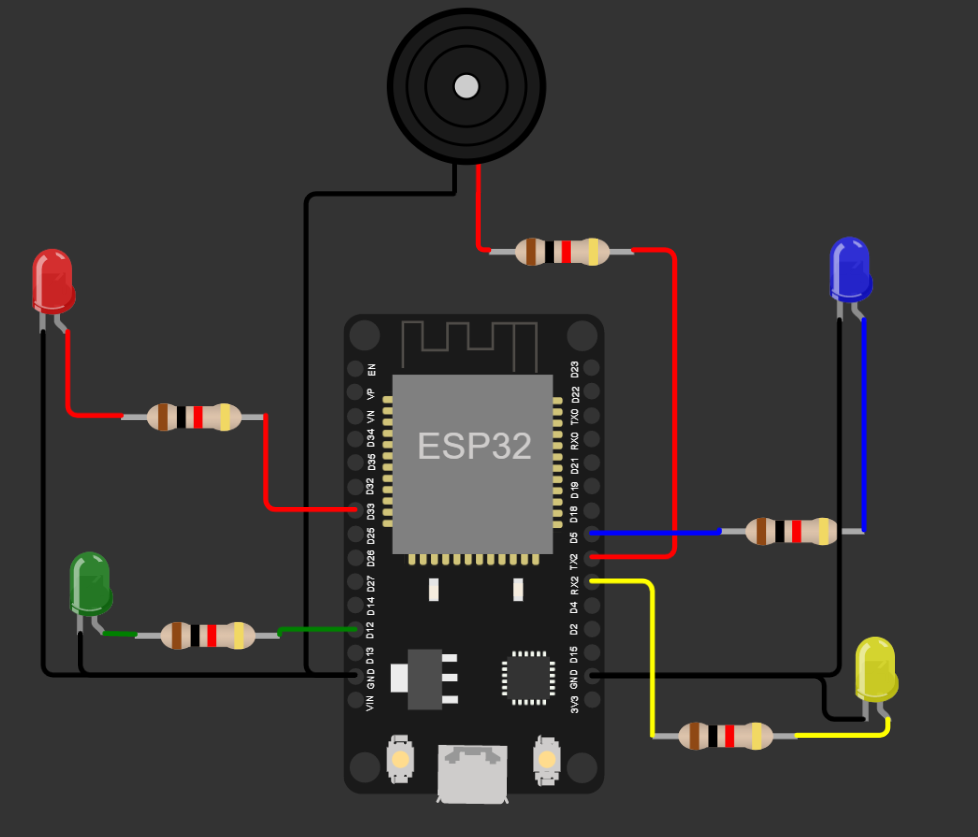 ESP32
EN
VP
VN
D34
D35
D32
D33
D25
D26
D27
D14
D12
D13
GND
VIN
D23
D22
TX0
RX0
D21
D19
D18
D5
TX2
RX2
D4
D2
D15
GND
3V3